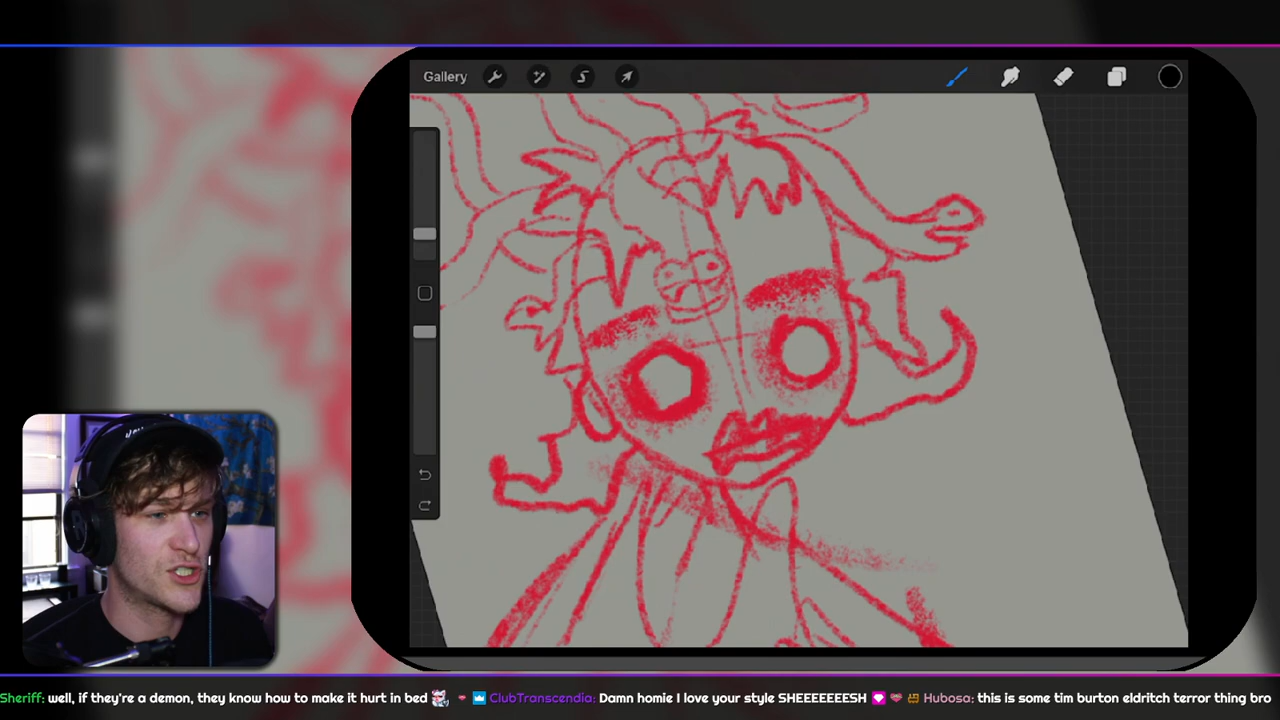 Gallery
Sheriff: well, if they're a demon, they know how to make it hurt in bed ClubTranscendia: Damn homie I love your style SHEEEEEEESH Hubosa: this is some tim burton eldritch terror thing bro